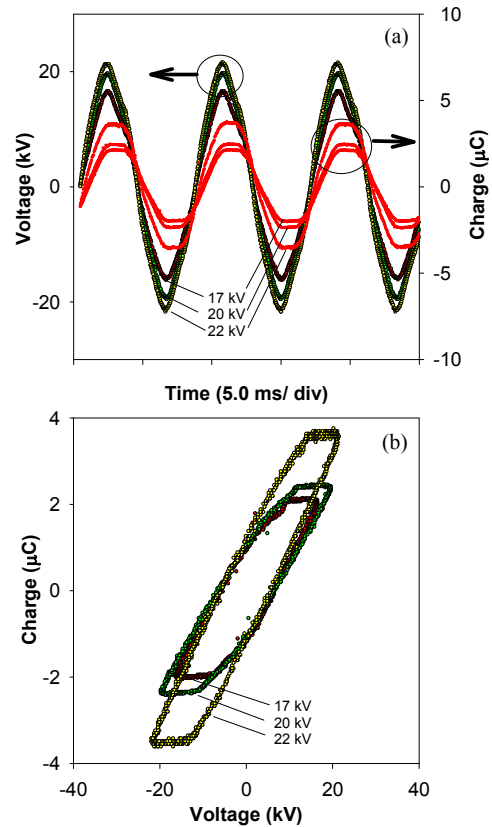 (a)
Voltage (kV)
20
0
-20
10
5
0
-5
-10
Charge (µC)
17 kV
20 kV
22 kV
Time (5.0 ms/ div)
(b)
Charge (µC)
4
2
0
-2
-4
17 kV
20 kV
22 kV
-40 -20 0 20 40
Voltage (kV)